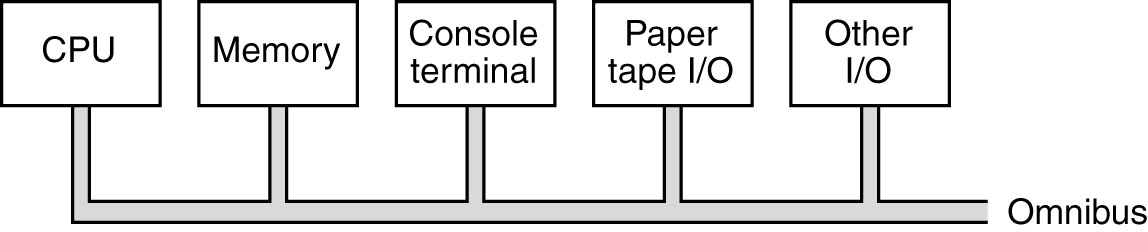 CPU
Memory
Console
terminal
Paper
tape I/O
Other
I/O
Omnibus